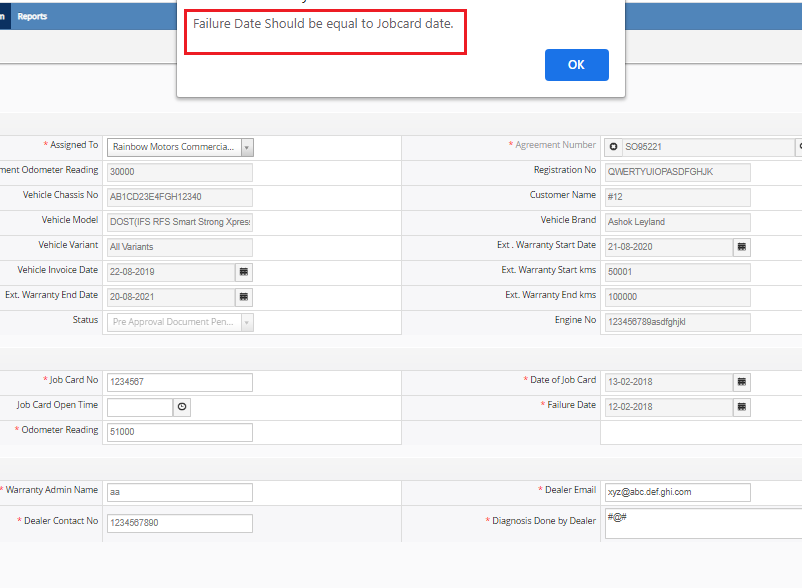 Reports
Failure Date Should be equal to Jobcard date.
OK
* Assigned To Rainbow Motors Commercia... * Agreement Number SO95221
ment Odometer Reading 30000 Registration No QWERTYUIOPASDFGHJK
Vehicle Chassis No AB1CD23E4FGH12340 Customer Name #12
Vehicle Model DOST(IFS RFS Smart Strong Xpres Vehicle Brand Ashok Leyland
Vehicle Variant All Variants Ext . Warranty Start Date 21-08-2020
Vehicle Invoice Date 22-08-2019 Ext. Warranty Start kms 50001
Ext. Warranty End Date 20-08-2021 Ext. Warranty End kms 100000
Status Pre Approval Document Pen... Engine No 123456789asdfghjkl
* Job Card No 1234567 * Date of Job Card 13-02-2018
Job Card Open Time * Failure Date 12-02-2018
* Odometer Reading 51000
* Warranty Admin Name aa * Dealer Email xyz@abc.def.ghi.com
* Dealer Contact No 1234567890 * Diagnosis Done by Dealer #@#